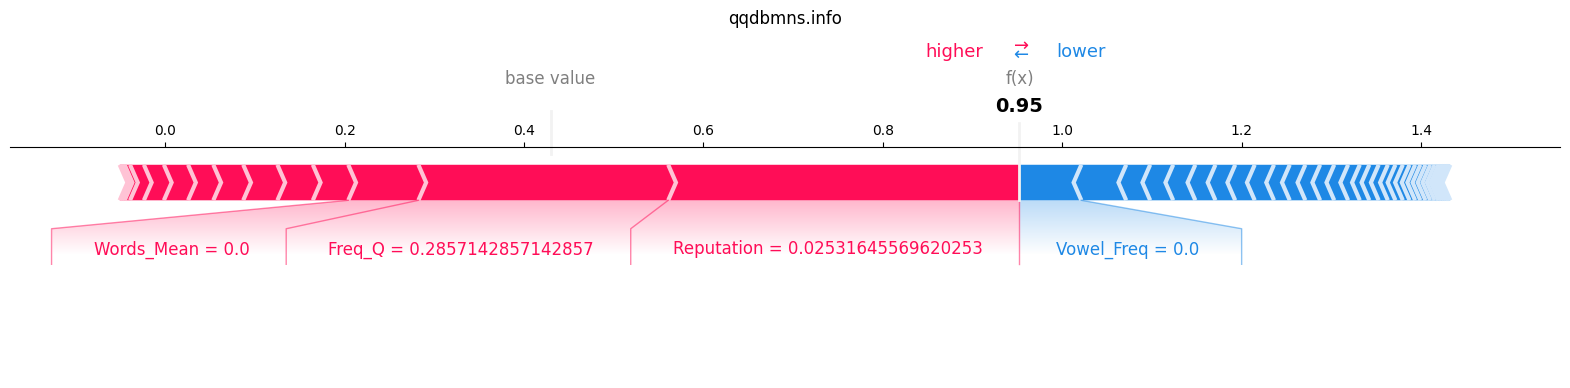 qqdbmns.info
higher ⇄ lower
base value f(x)
0.95
0.0 0.2 0.4 0.6 0.8 1.0 1.2 1.4
Words_Mean = 0.0 Freq_Q = 0.2857142857142857 Reputation = 0.02531645569620253 Vowel_Freq = 0.0